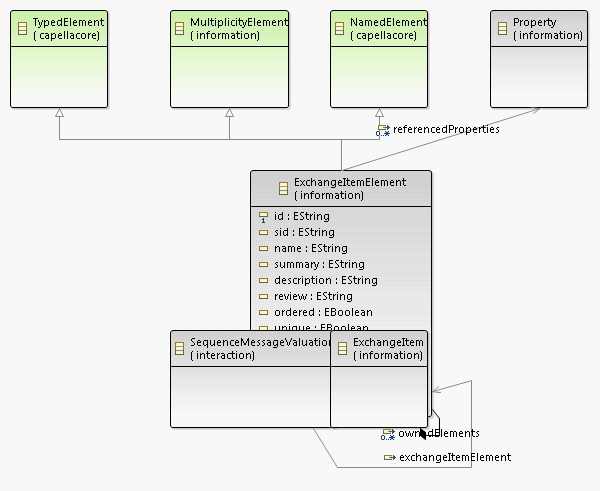 TypedElement
( capellacore)
MultiplicityElement
( information)
NamedElement
( capellacore)
Property
( information)
0..* referencedProperties
ExchangeItemElement
( information)
1 id : EString
sid : EString
name : EString
summary : EString
description : EString
review : EString
ordered : EBoolean
unique : EBoolean
SequenceMessageValuation
( interaction)
ExchangeItem
( information)
0..* ownedElements
exchangeItemElement